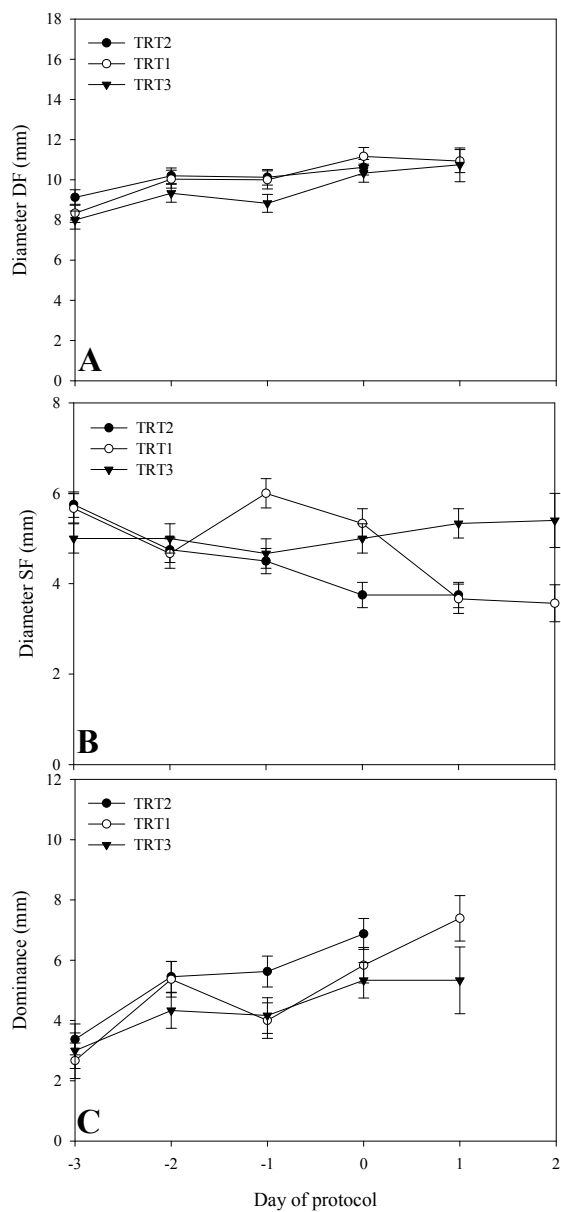 18
16
14
12
10
8
6
4
2
0
Diameter DF (mm)
TRT2
TRT1
TRT3
A
8
6
4
2
0
Diameter SF (mm)
TRT2
TRT1
TRT3
B
12
10
8
6
4
2
0
Dominance (mm)
TRT2
TRT1
TRT3
C
-3 -2 -1 0 1 2
Day of protocol